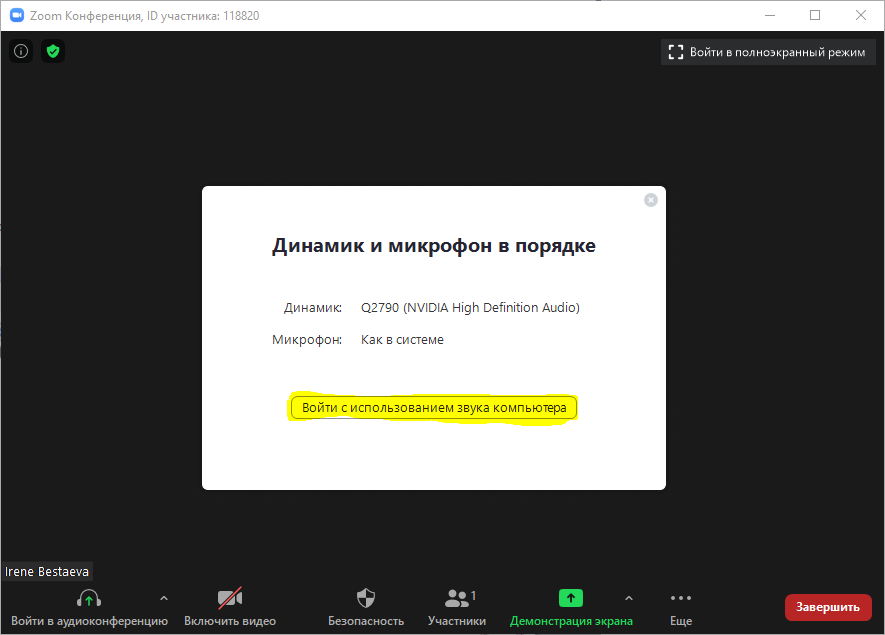 Zoom Конференция, ID участника: 118820
Войти в полноэкранный режим
Динамик и микрофон в порядке
Динамик: Q2790 (NVIDIA High Definition Audio)
Микрофон: Как в системе
Войти с использованием звука компьютера
Irene Bestaeva
1
Войти в аудиоконференцию Включить видео Безопасность Участники Демонстрация экрана Еще Завершить